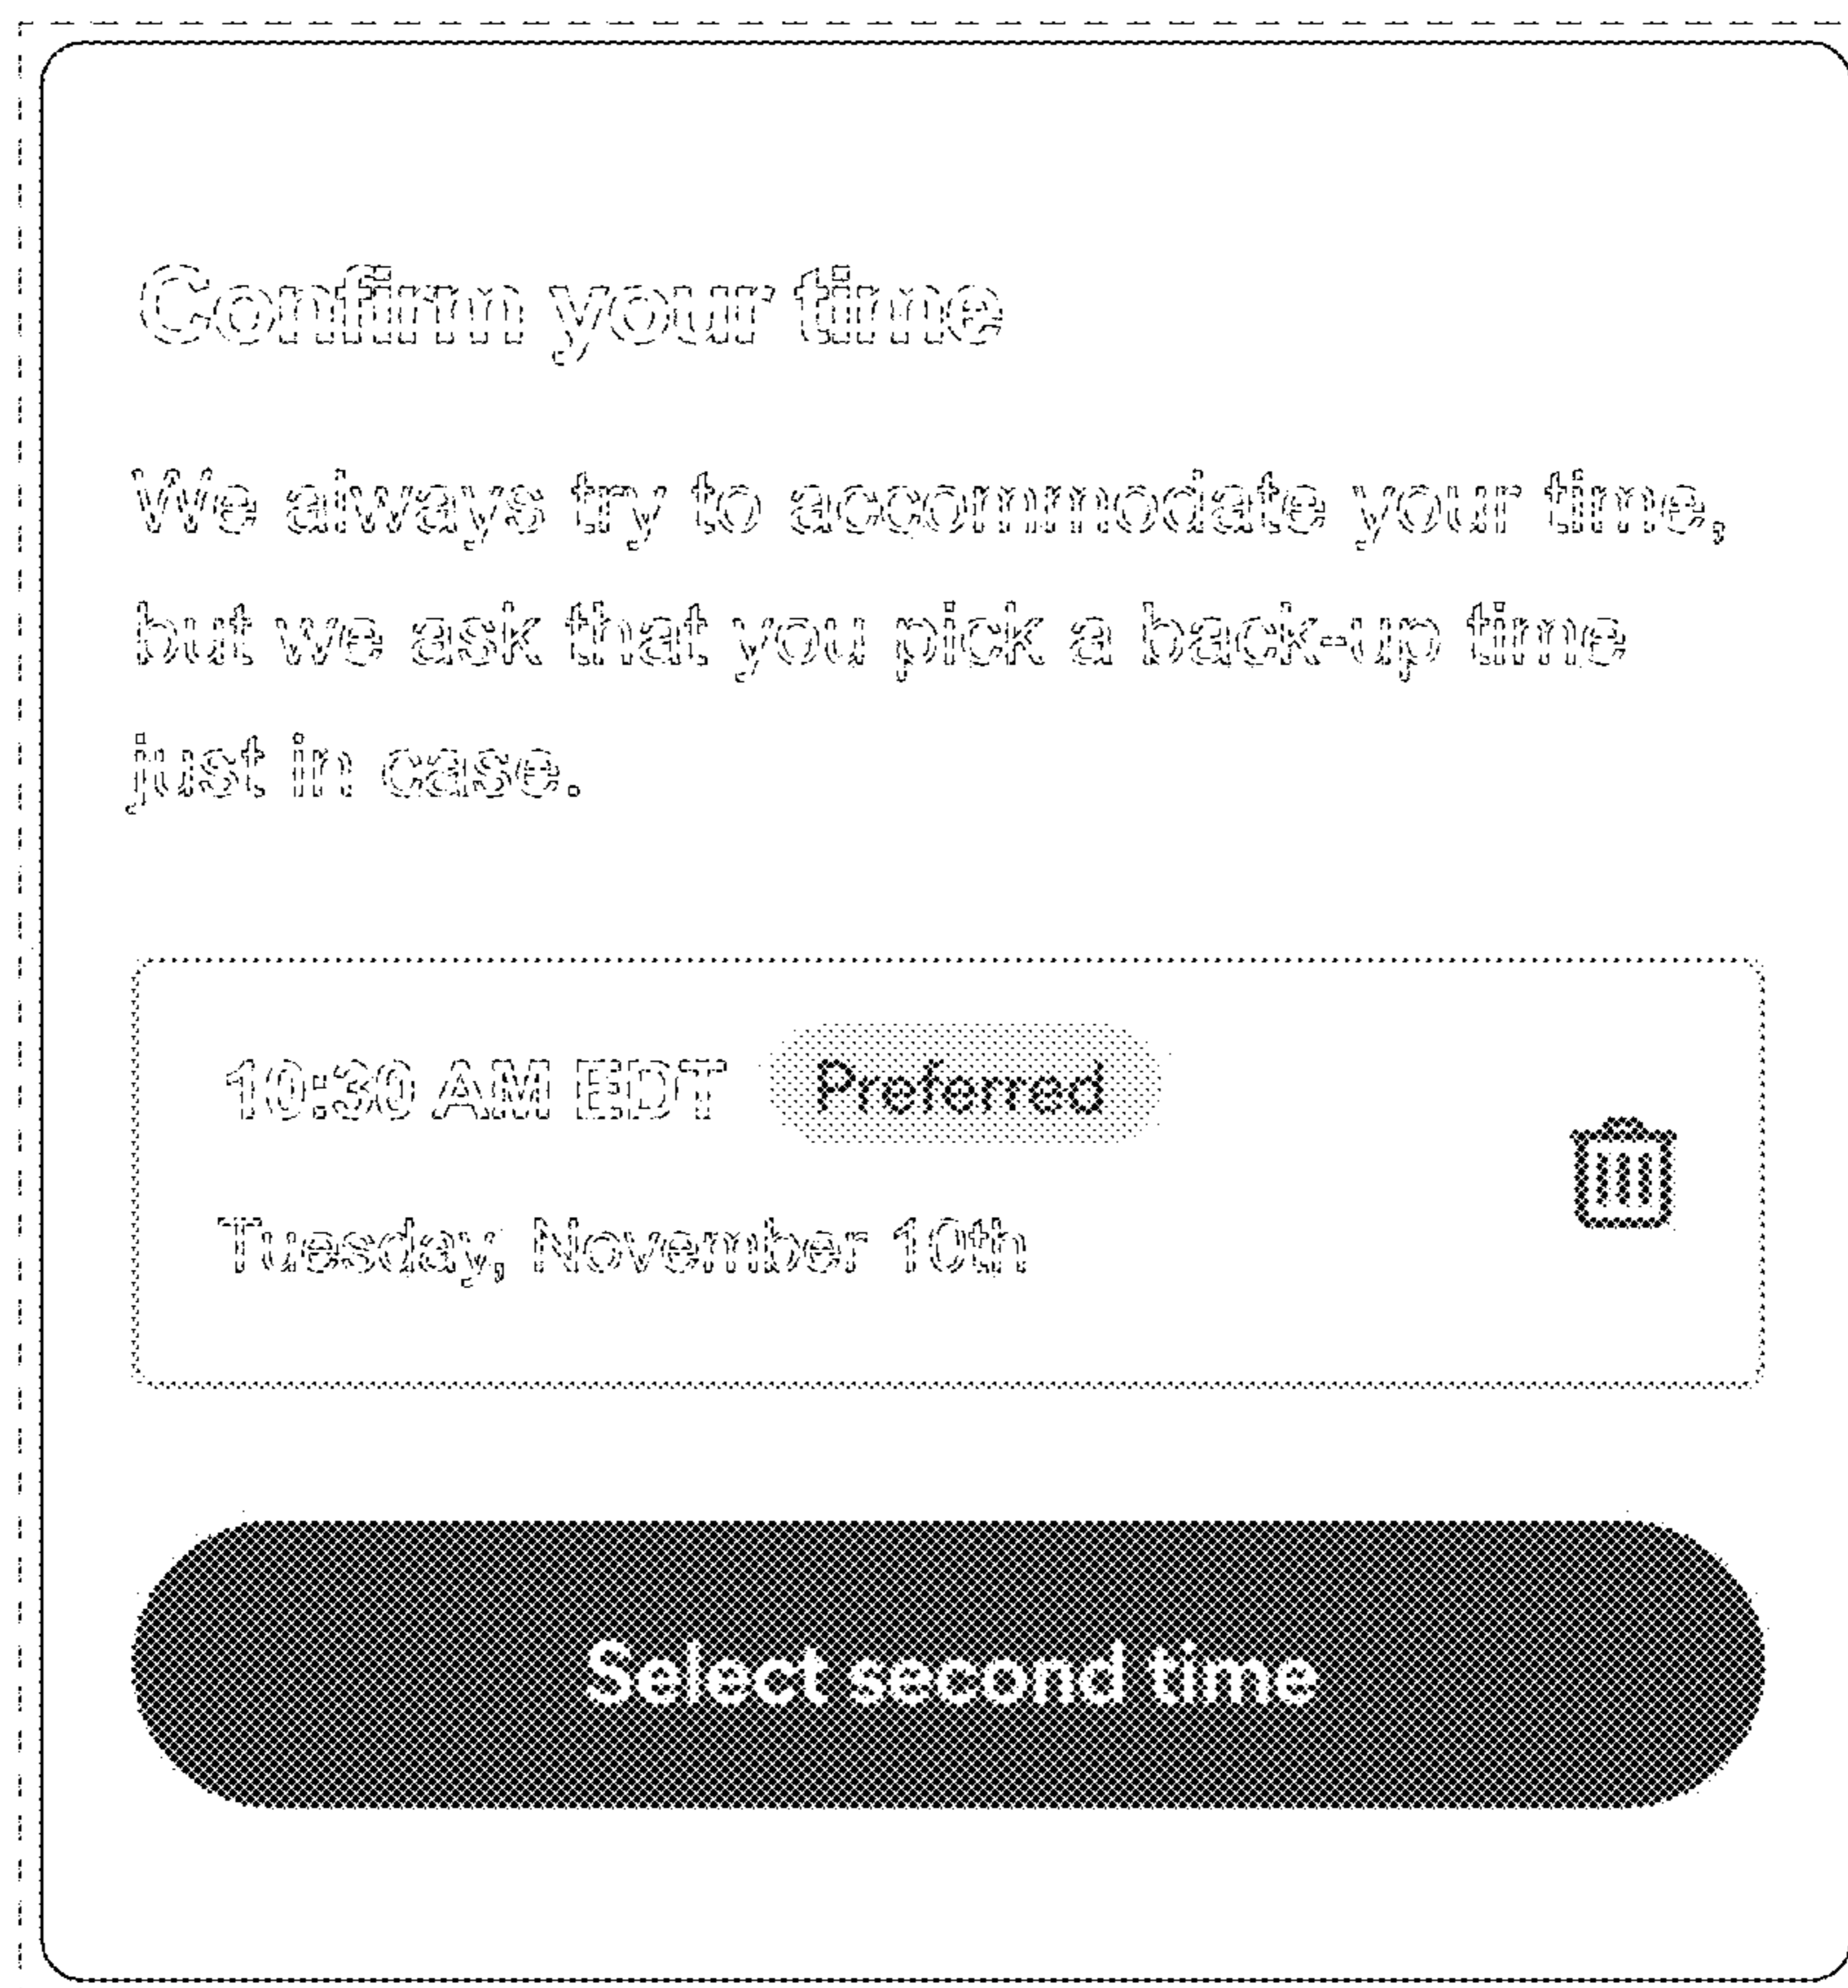 Confirm your time
We always try to accommodate your time,
but we ask that you pick a back-up time
just in case.
10:30 AM EDT Preferred
Tuesday, November 10th
Select second time